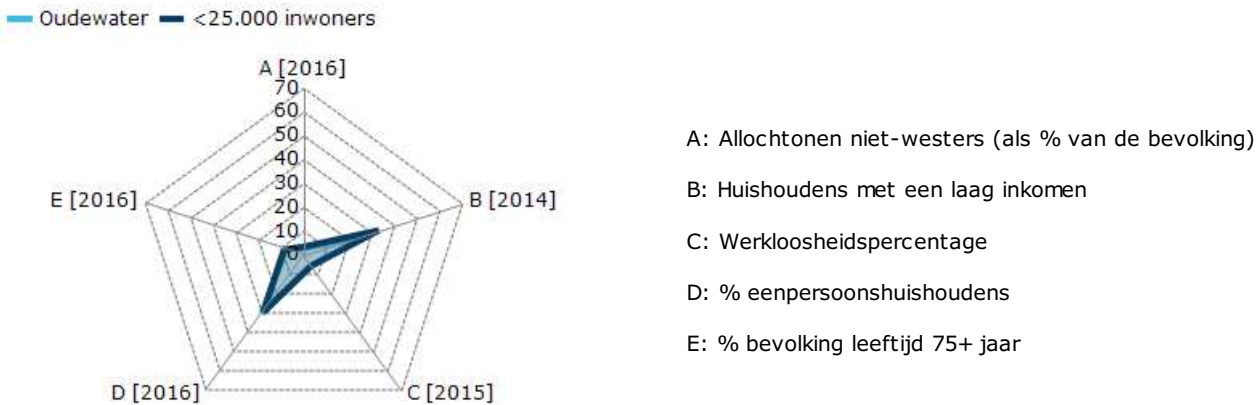 Oudewater <25.000 inwoners
A [2016]
70
60
50
40
30
20
10
0
E [2016]
B [2014]
D [2016]
C [2015]
A: Allochtonen niet-westers (als % van de bevolking)
B: Huishoudens met een laag inkomen
C: Werkloosheidspercentage
D: % eenpersoonshuishoudens
E: % bevolking leeftijd 75+ jaar